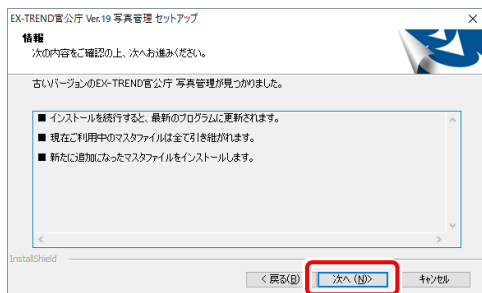 EX-TREND官公庁 Ver.19 写真管理 セットアップ
情報
次の内容をご確認の上、次へお進みください。
古いバージョンのEX-TREND官公庁 写真管理が見つかりました。
■ インストールを続行すると、最新のプログラムに更新されます。
■ 現在ご利用中のマスタファイルは全て引き継がれます。
■ 新たに追加になったマスタファイルをインストールします。
InstallShield
< 戻る(B)
次へ (N)>
キャンセル